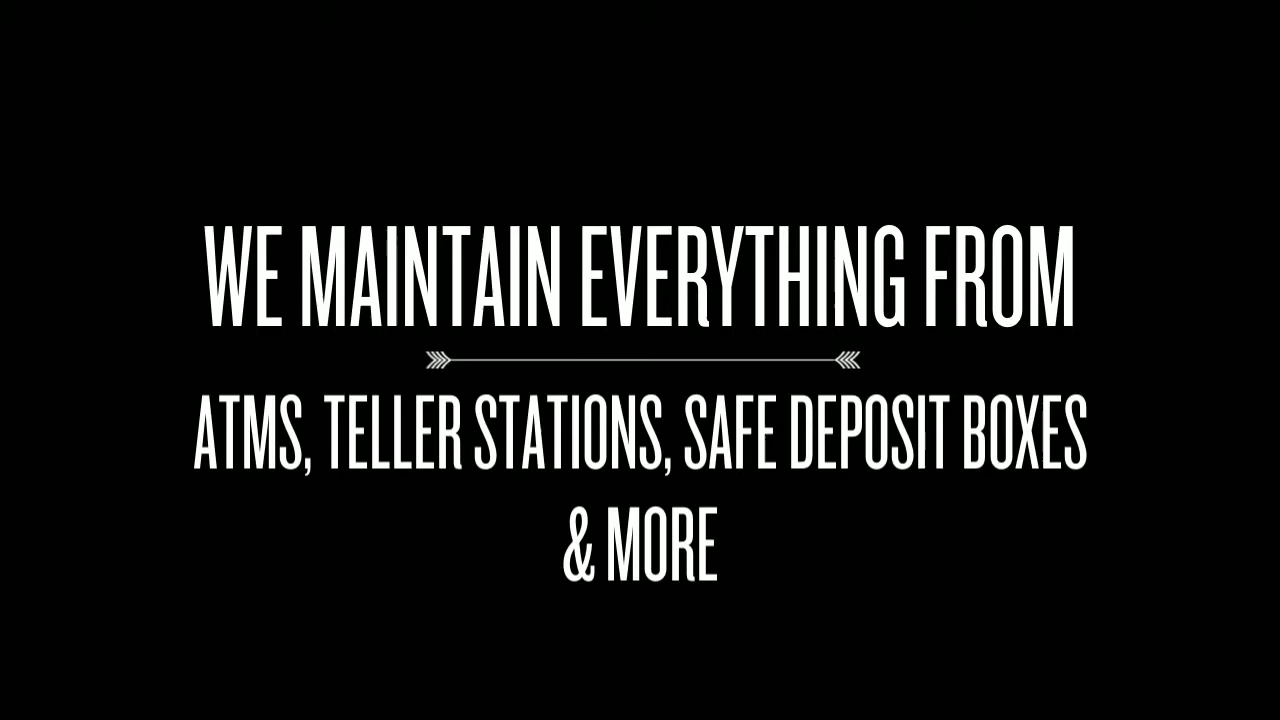 WE MAINTAIN EVERYTHING FROM
ATMS, TELLER STATIONS, SAFE DEPOSIT BOXES
& MORE